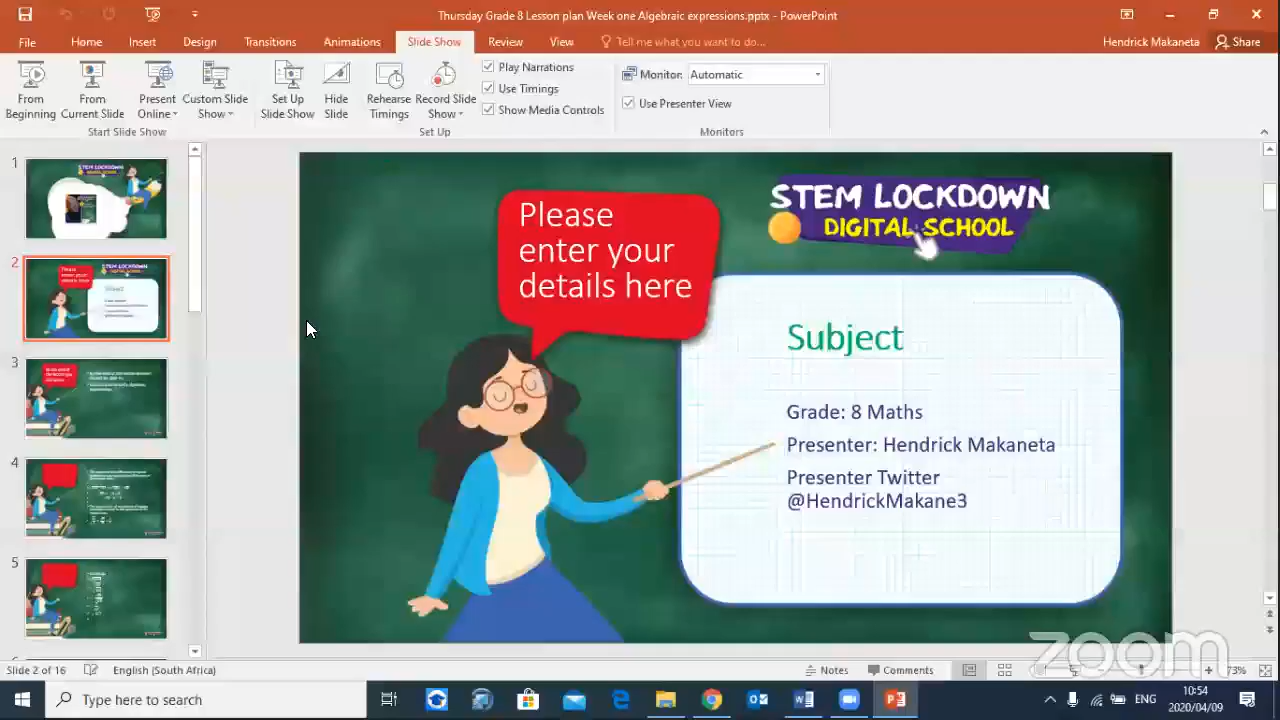 Thursday Grade 8 Lesson plan Week one Algebraic expressions.pptx - PowerPoint
File Home Insert Design Transitions Animations Slide Show Review View Tell me what you want to do... Hendrick Makaneta Share
From Beginning
From Current Slide
Present Online
Custom Slide Show
Set Up Slide Show
Hide Slide
Rehearse Timings
Record Slide Show
Play Narrations
Use Timings
Show Media Controls
Monitor: Automatic
Use Presenter View
Start Slide Show
Set Up
Monitors
1
2
3
4
5
Please
enter your
details here
STEM LOCKDOWN
DIGITAL SCHOOL
Subject
Grade: 8 Maths
Presenter: Hendrick Makaneta
Presenter Twitter
@HendrickMakane3
zoom
Slide 2 of 16 English (South Africa) Notes Comments 73%
Type here to search
ENG
10:54
2020/04/09